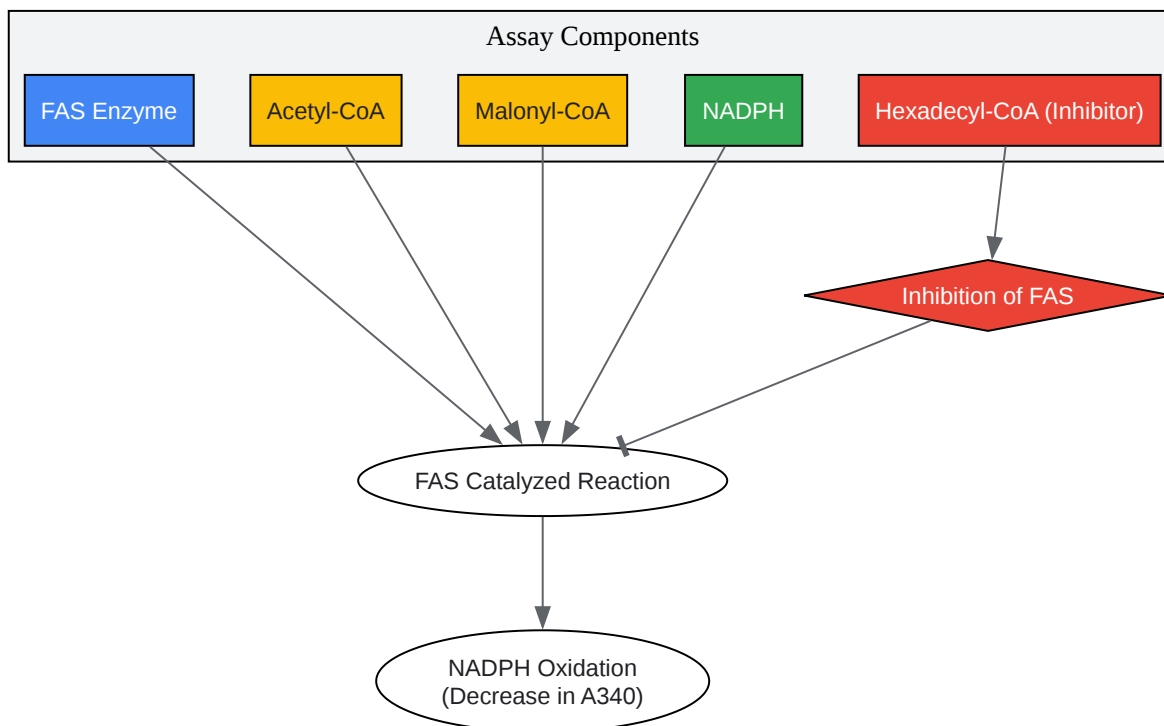 Assay Components
FAS Enzyme
Acetyl-CoA
Malonyl-CoA
NADPH
Hexadecyl-CoA (Inhibitor)
Inhibition of FAS
FAS Catalyzed Reaction
NADPH Oxidation
(Decrease in A340)